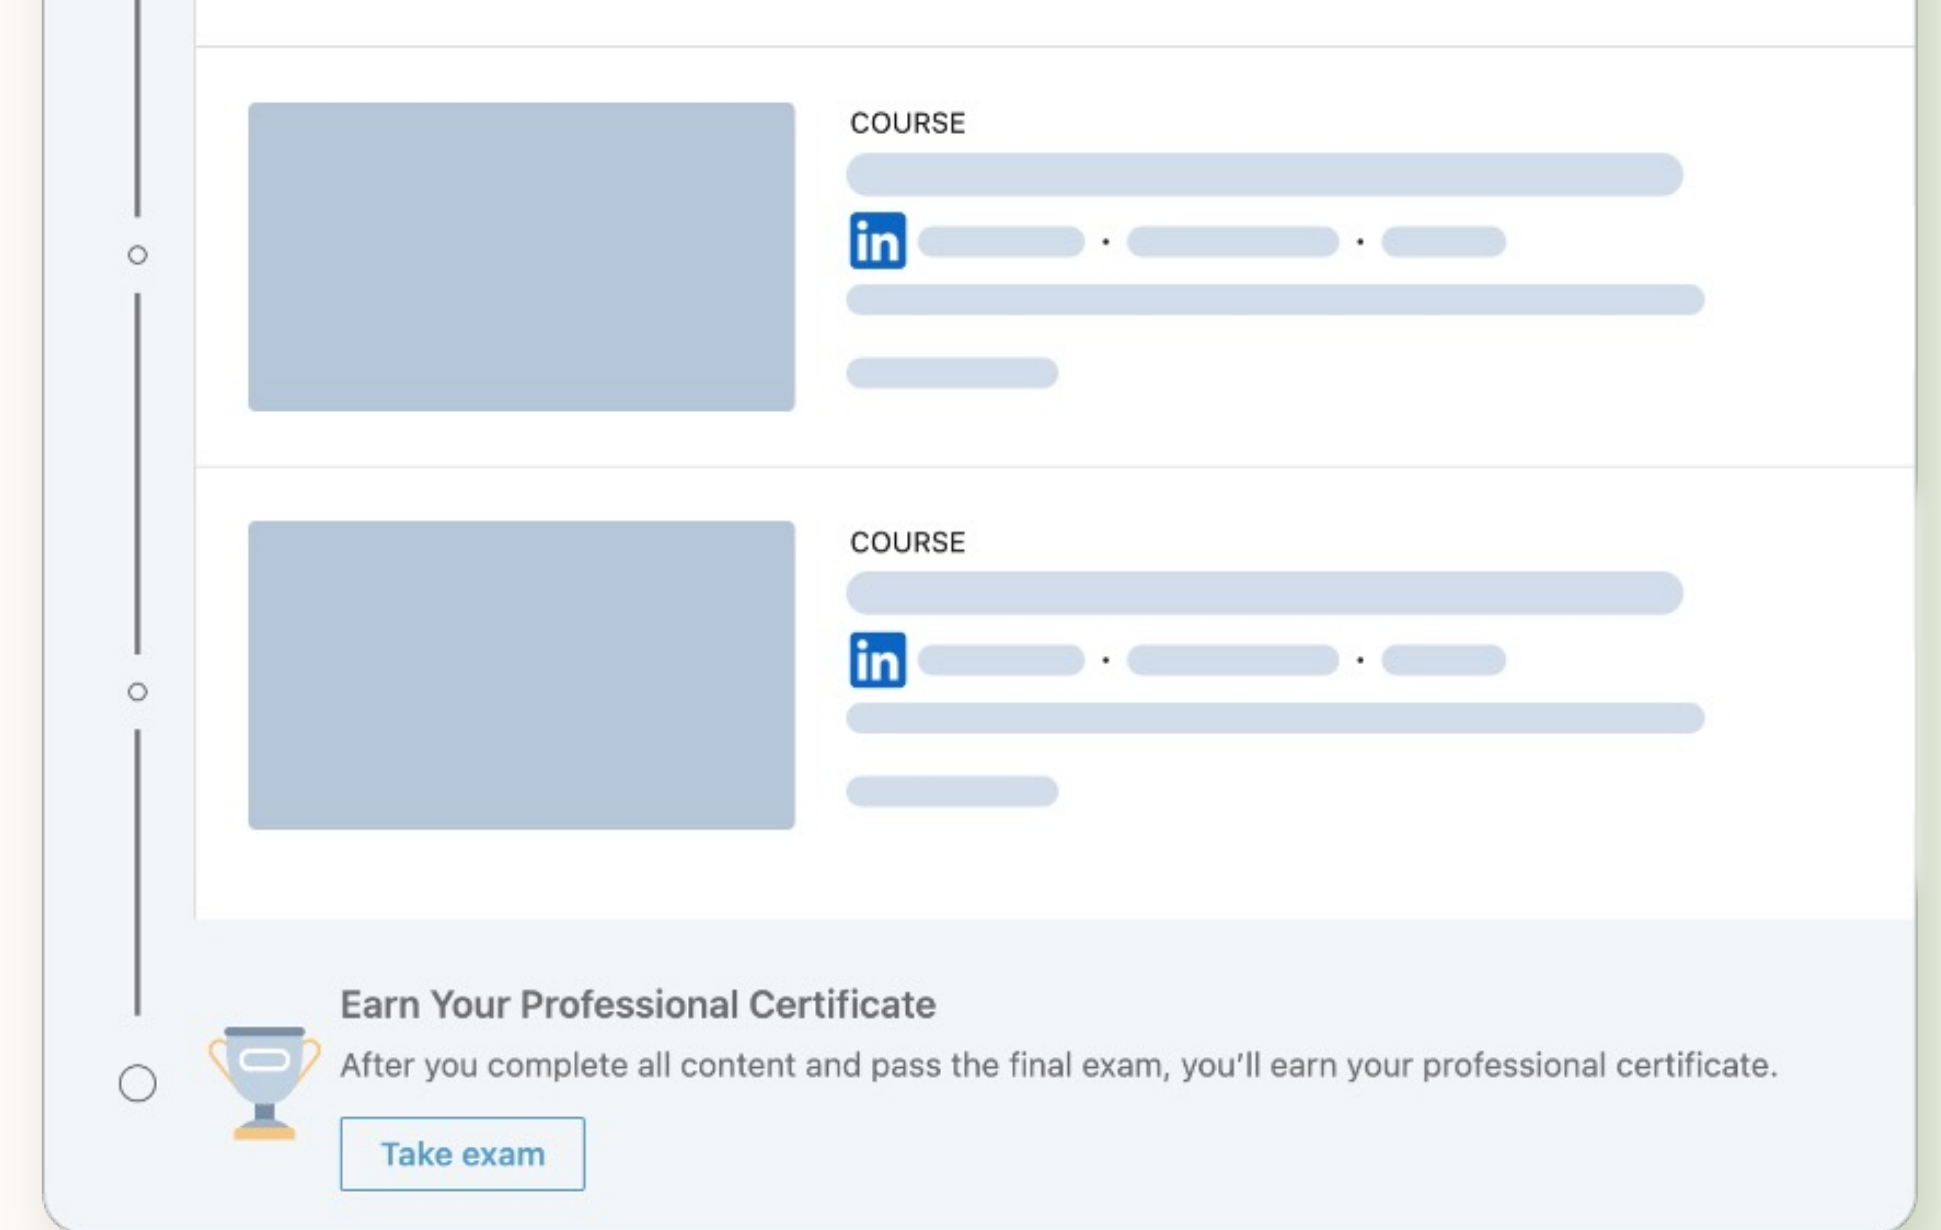 COURSE
in
COURSE
in
Earn Your Professional Certificate
After you complete all content and pass the final exam, you’ll earn your professional certificate.
Take exam